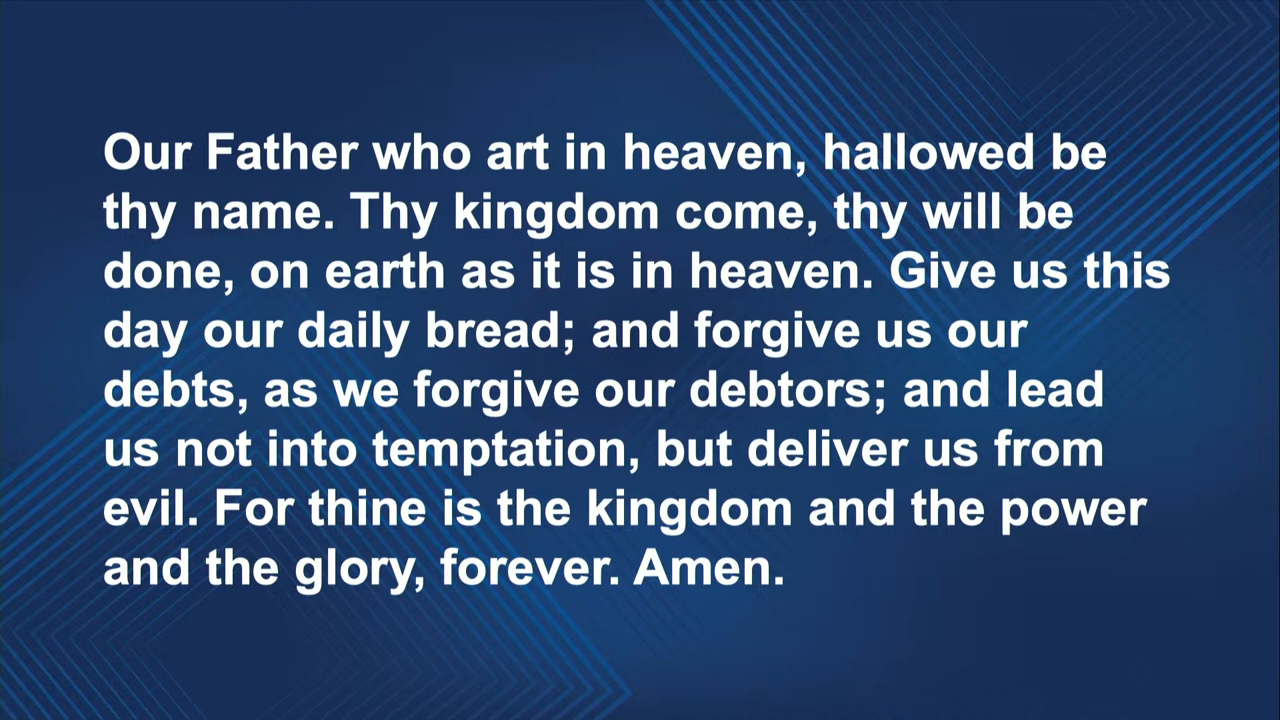 Our Father who art in heaven, hallowed be
thy name. Thy kingdom come, thy will be
done, on earth as it is in heaven. Give us this
day our daily bread; and forgive us our
debts, as we forgive our debtors; and lead
us not into temptation, but deliver us from
evil. For thine is the kingdom and the power
and the glory, forever. Amen.